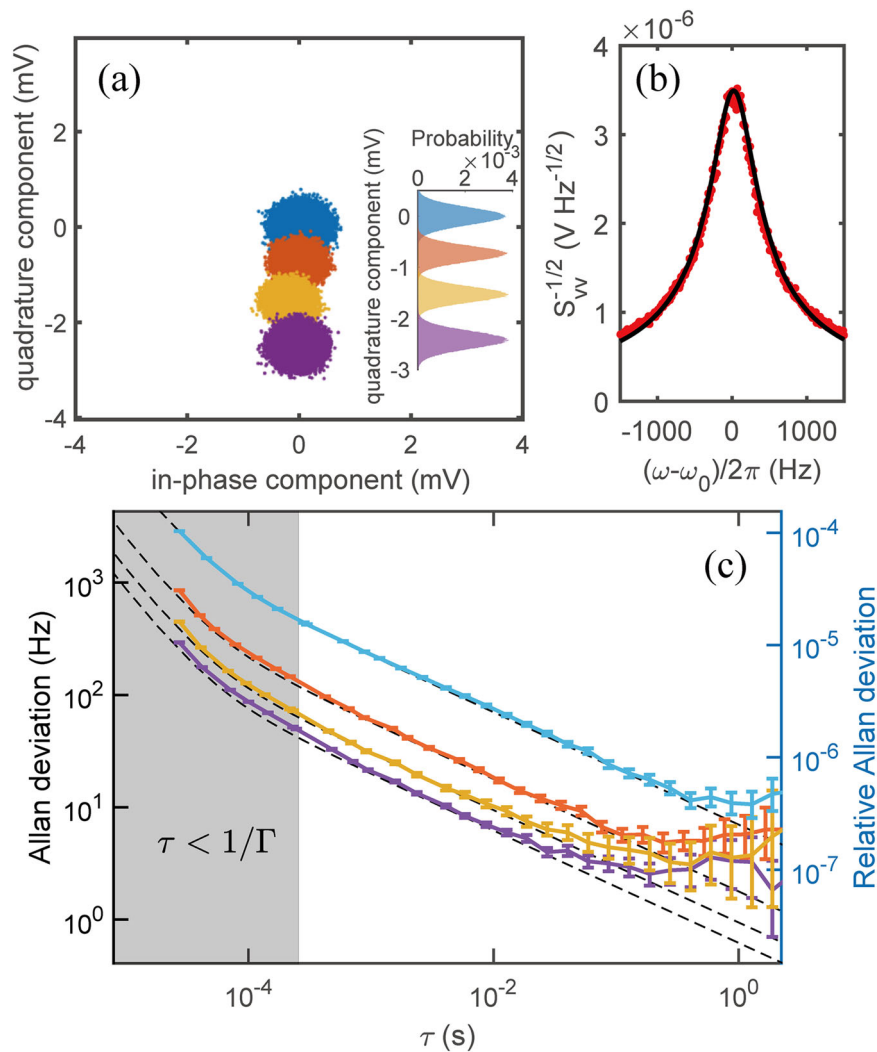 (a)
quadrature component (mV)
2
0
-2
-4
-4
-2
0
2
4
in-phase component (mV)
Probability
×10⁻³
0
2
4
quadrature component (mV)
0
-1
-2
-3
×10⁻⁶
(b)
S_vv^-1/2 (V Hz^-1/2)
4
3
2
1
0
-1000
0
1000
(ω-ω₀)/2π (Hz)
(c)
Allan deviation (Hz)
10³
10²
10¹
10⁰
τ < 1/Γ
10⁻⁴
10⁻²
10⁰
τ (s)
10⁻⁴
10⁻⁵
10⁻⁶
10⁻⁷
Relative Allan deviation